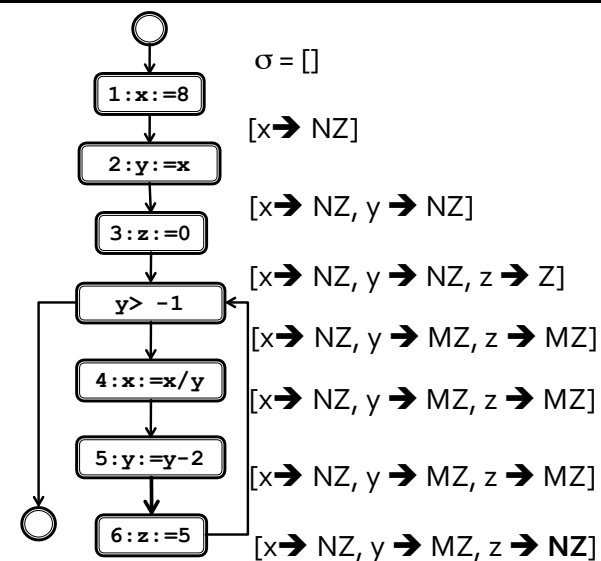 σ = []
1:x:=8
[x➔ NZ]
2:y:=x
[x➔ NZ, y ➔ NZ]
3:z:=0
[x➔ NZ, y ➔ NZ, z ➔ Z]
y> -1
[x➔ NZ, y ➔ MZ, z ➔ MZ]
4:x:=x/y
[x➔ NZ, y ➔ MZ, z ➔ MZ]
5:y:=y-2
[x➔ NZ, y ➔ MZ, z ➔ MZ]
6:z:=5
[x➔ NZ, y ➔ MZ, z ➔ NZ]